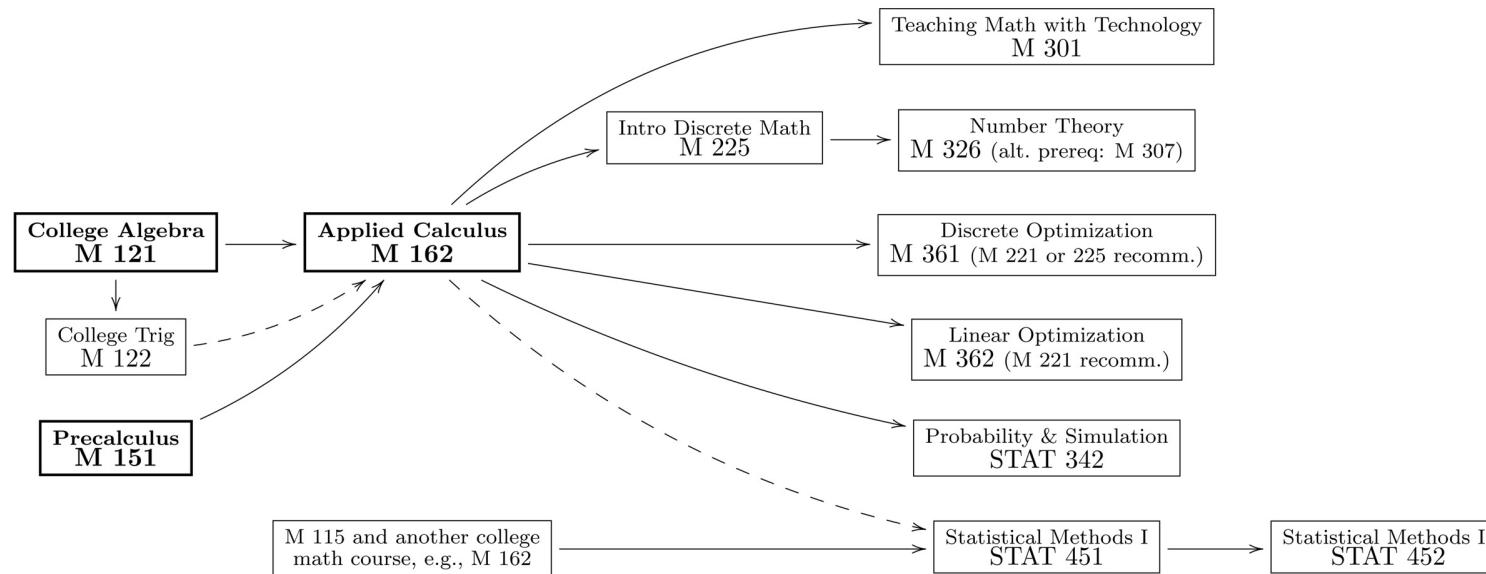 Teaching Math with Technology
M 301
Intro Discrete Math
M 225
Number Theory
M 326 (alt. prereq: M 307)
College Algebra
M 121
Applied Calculus
M 162
Discrete Optimization
M 361 (M 221 or 225 recomm.)
College Trig
M 122
Linear Optimization
M 362 (M 221 recomm.)
Precalculus
M 151
Probability & Simulation
STAT 342
M 115 and another college
math course, e.g., M 162
Statistical Methods I
STAT 451
Statistical Methods I
STAT 452